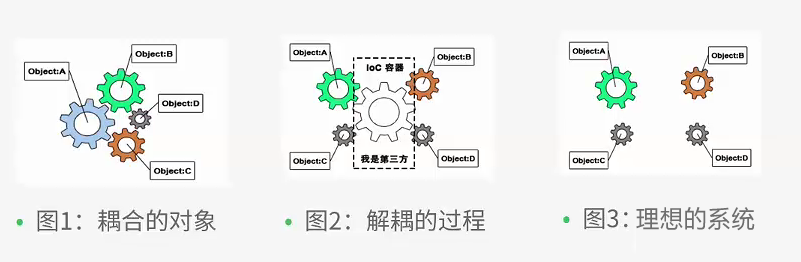 Object:A
Object:B
Object:D
Object:C
Object:A
IoC 容器
Object:B
Object:C
我是第三方
Object:D
Object:A
Object:B
Object:C
Object:D
• 图1：耦合的对象
• 图2：解耦的过程
• 图3：理想的系统